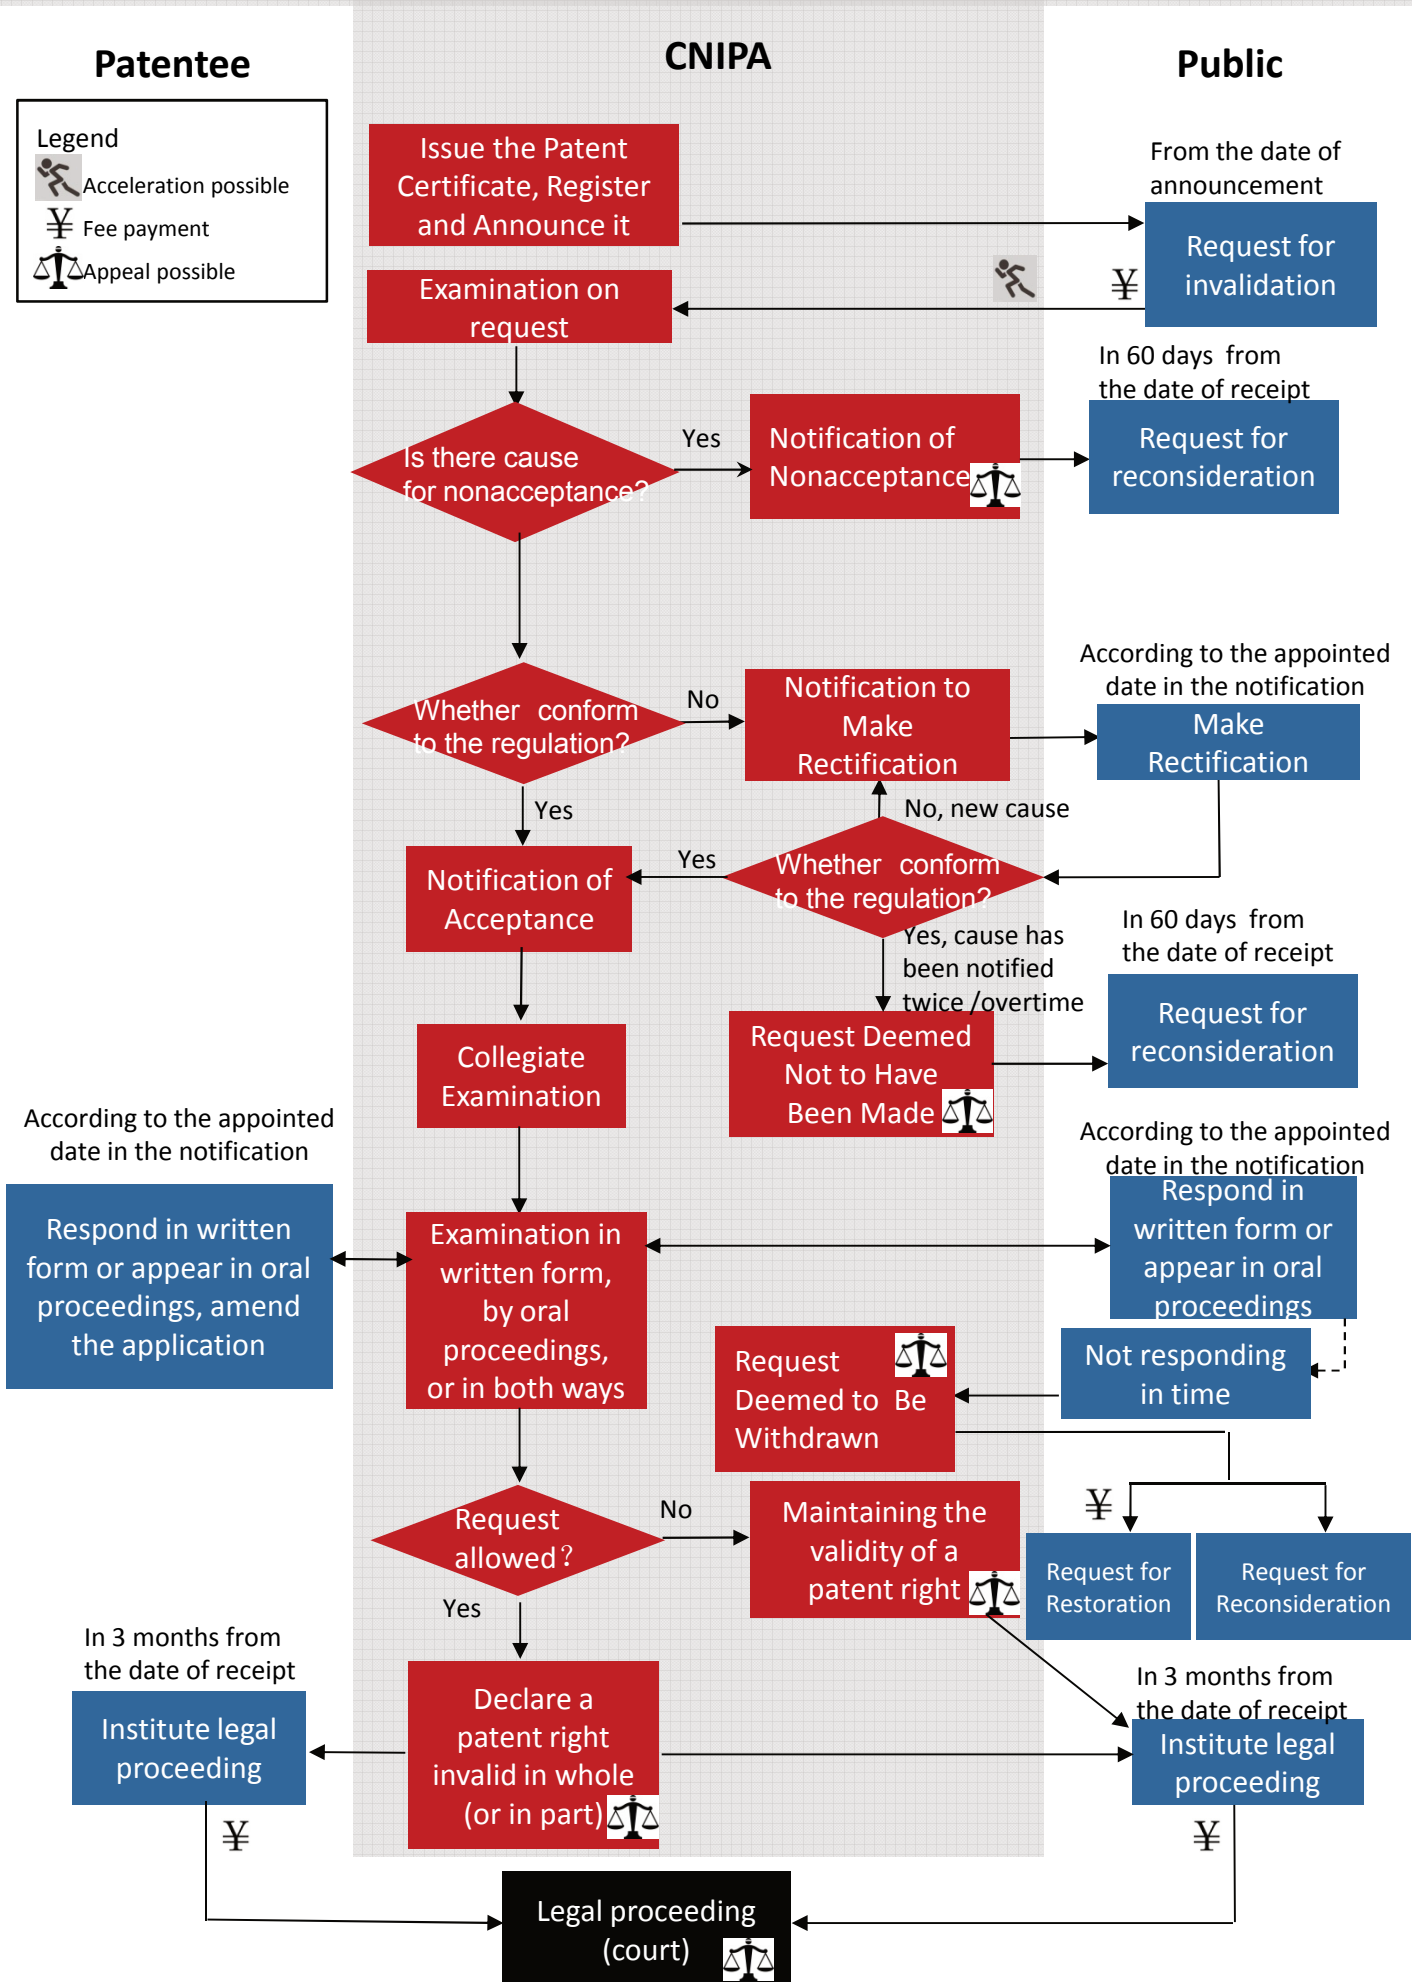 Patentee
CNIPA
Public
Legend
Acceleration possible
¥ Fee payment
Appeal possible
Issue the Patent
Certificate, Register
and Announce it
From the date of
announcement
Request for
invalidation
¥
Examination on
request
In 60 days from
the date of receipt
Is there cause
for nonacceptance?
Yes
Notification of
Nonacceptance
Request for
reconsideration
According to the appointed
date in the notification
Whether conform
to the regulation?
No
Notification to
Make
Rectification
Make
Rectification
Yes
No, new cause
Notification of
Acceptance
Yes
Whether conform
to the regulation?
Yes, cause has
been notified
twice /overtime
In 60 days from
the date of receipt
Request for
reconsideration
Collegiate
Examination
Request Deemed
Not to Have
Been Made
According to the appointed
date in the notification
According to the appointed
date in the notification
Respond in written
form or appear in oral
proceedings, amend
the application
Examination in
written form,
by oral
proceedings,
or in both ways
Respond in
written form or
appear in oral
proceedings
Not responding
in time
Request
Deemed to Be
Withdrawn
Request
allowed？
No
Maintaining the
validity of a
patent right
¥
Request for
Restoration
Request for
Reconsideration
Yes
In 3 months from
the date of receipt
In 3 months from
the date of receipt
Institute legal
proceeding
Declare a
patent right
invalid in whole
(or in part)
Institute legal
proceeding
¥
¥
Legal proceeding
(court)